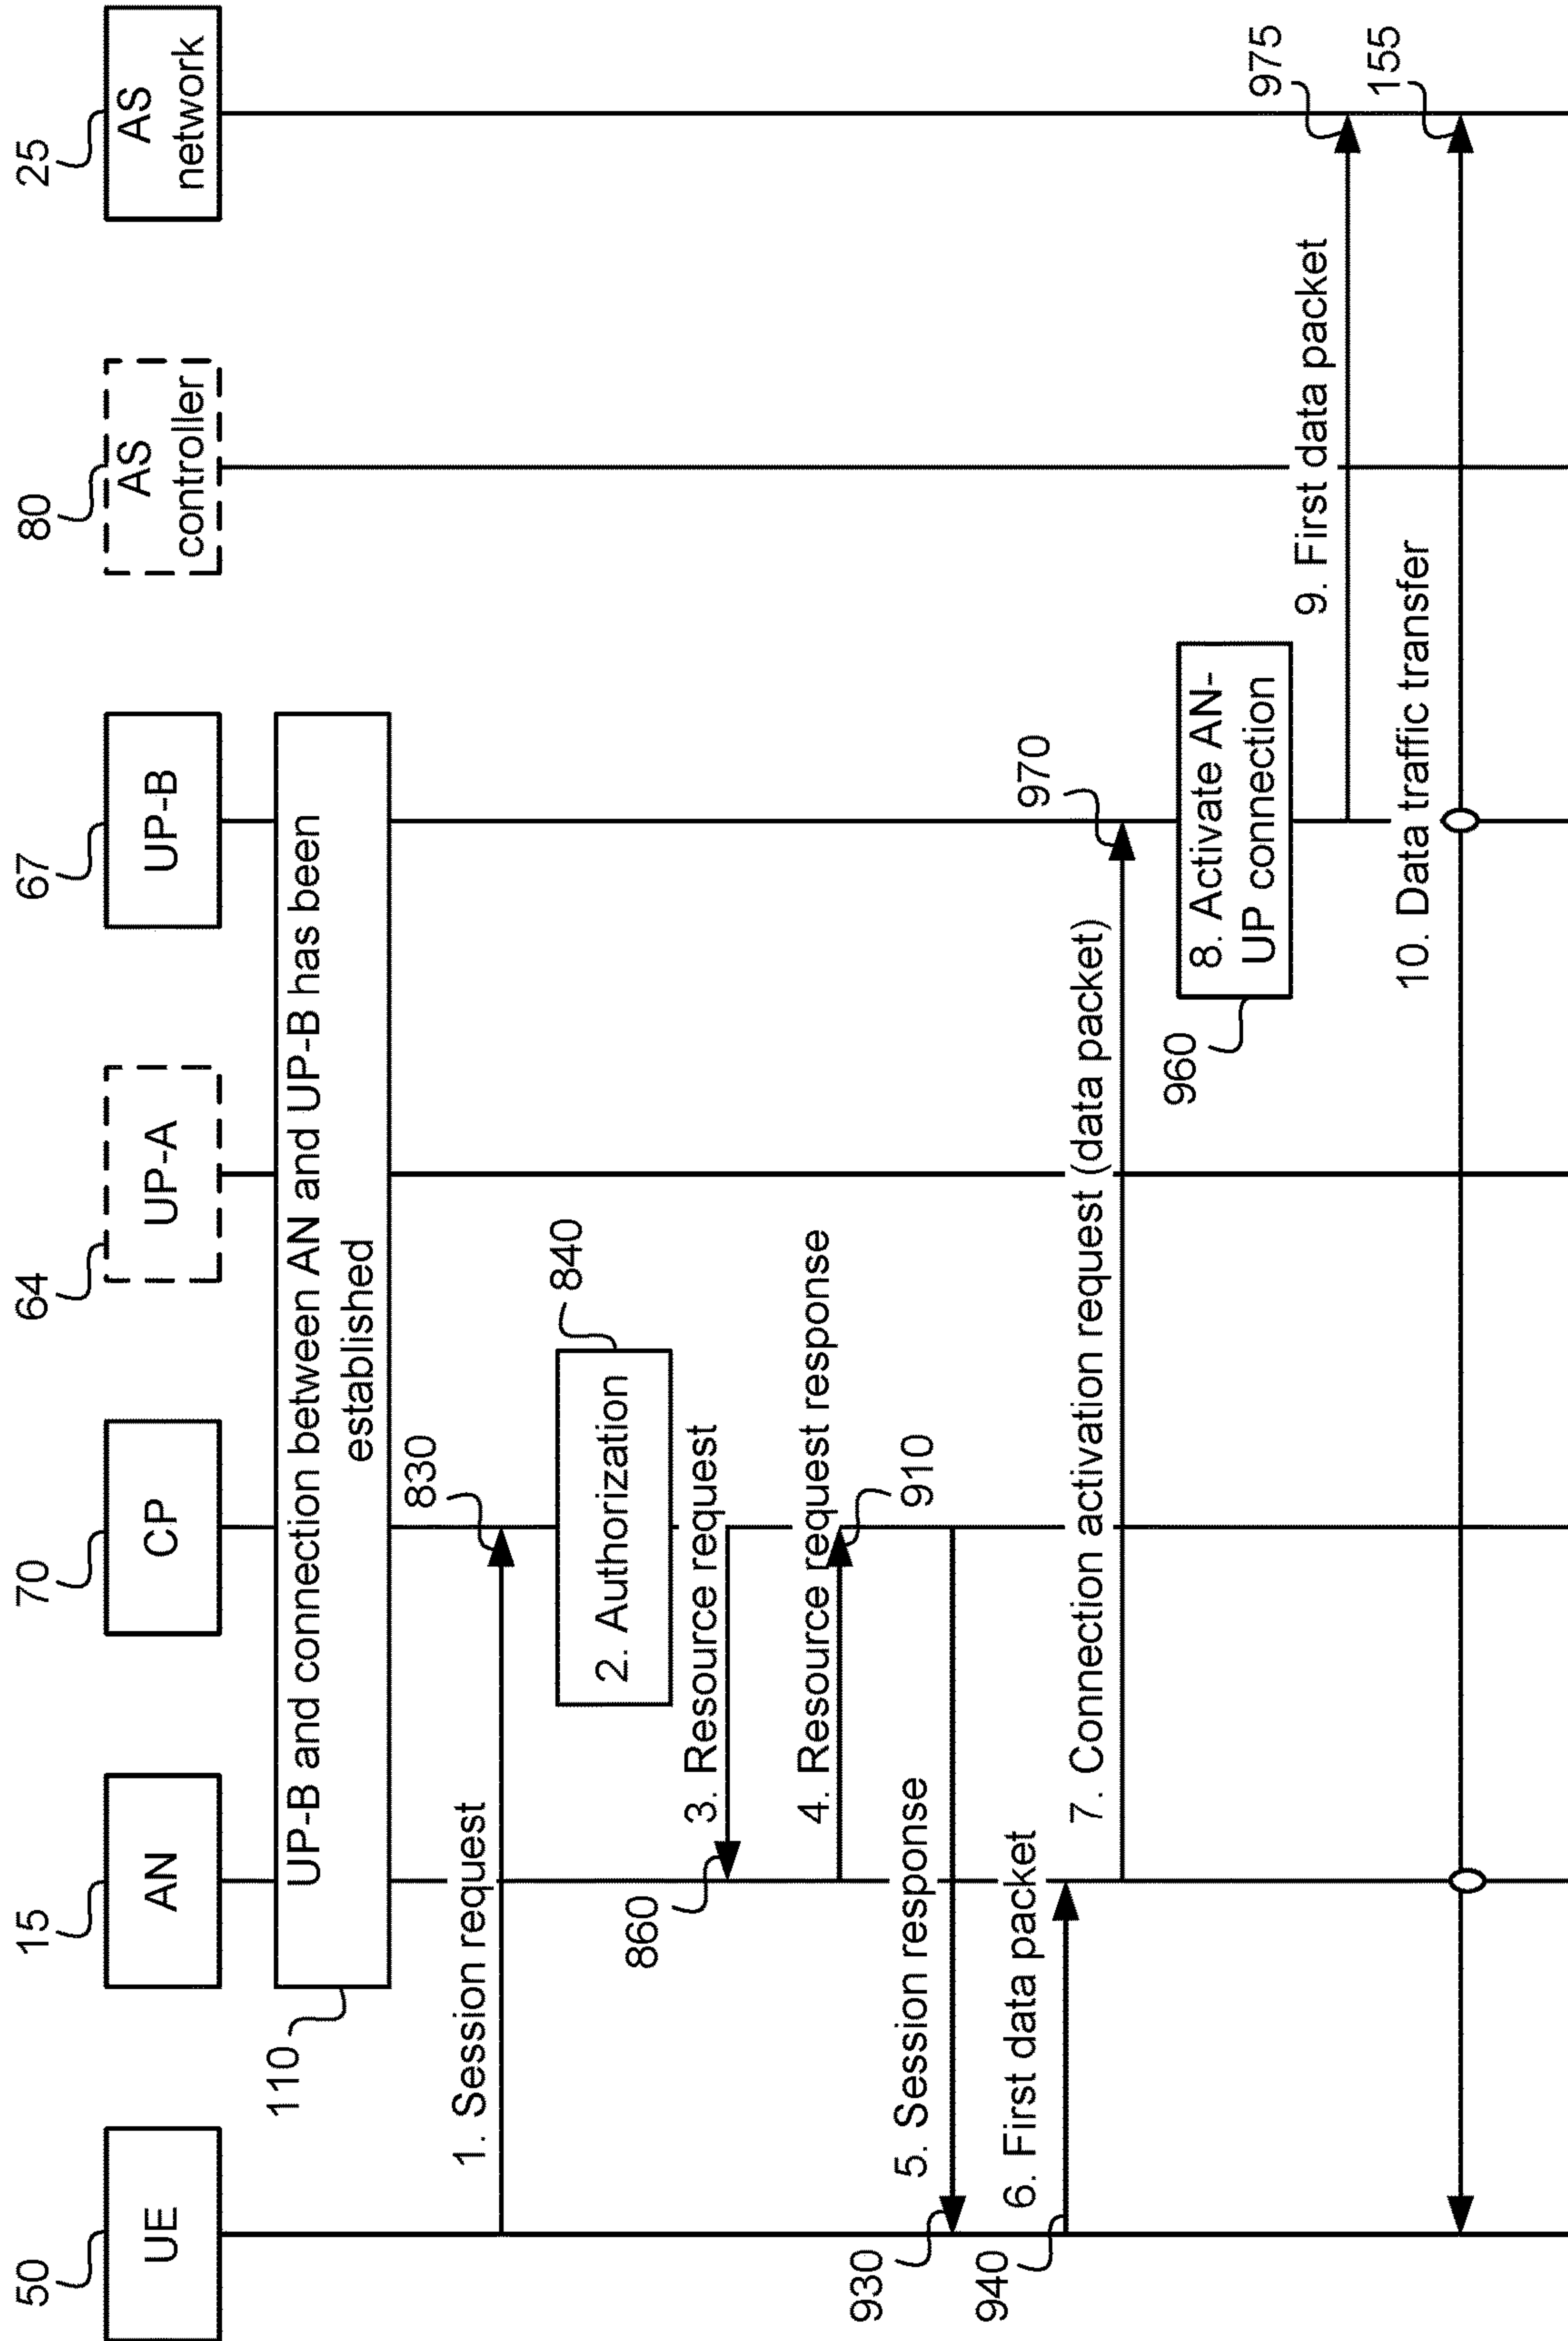 50
15
70
64
67
80
25
UE
AN
CP
UP-A
UP-B
AS
controller
AS
network
110
UP-B and connection between AN and UP-B has been
established
830
1. Session request
840
2. Authorization
860
3. Resource request
4. Resource request response
910
930
5. Session response
940
6. First data packet
970
7. Connection activation request (data packet)
960
8. Activate AN-
UP connection
975
9. First data packet
155
10. Data traffic transfer